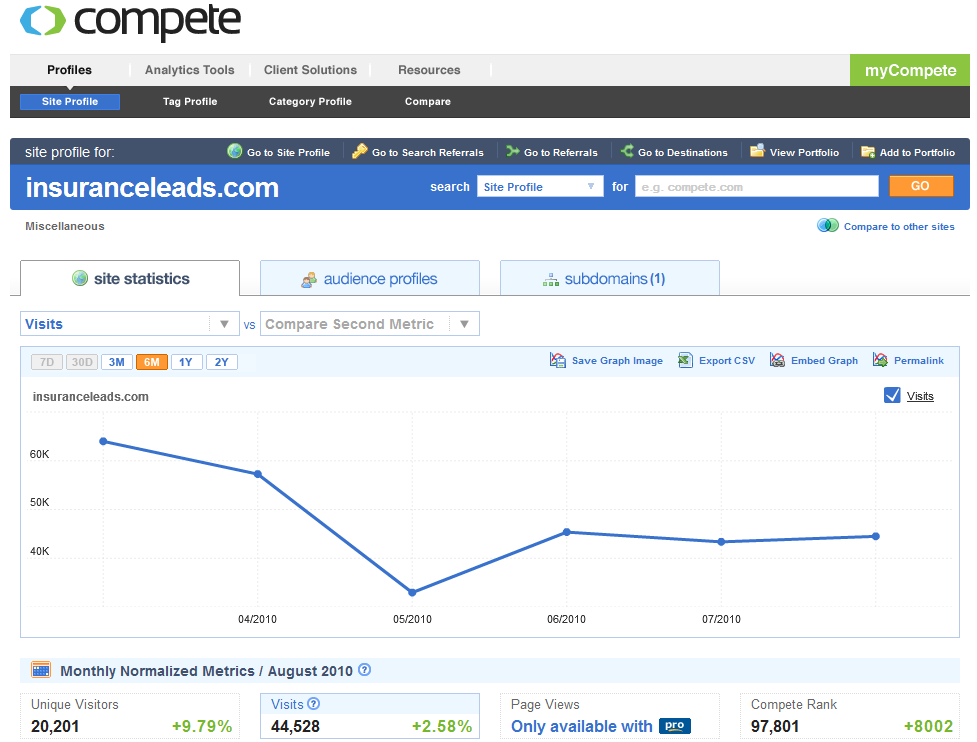 compete
Profiles Analytics Tools Client Solutions Resources myCompete
Site Profile Tag Profile Category Profile Compare
site profile for: Go to Site Profile Go to Search Referrals Go to Referrals Go to Destinations View Portfolio Add to Portfolio
insuranceleads.com search Site Profile for e.g. compete.com GO
Miscellaneous Compare to other sites
site statistics audience profiles subdomains (1)
Visits vs Compare Second Metric
7D 30D 3M 6M 1Y 2Y Save Graph Image Export CSV Embed Graph Permalink
insuranceleads.com Visits
60K
50K
40K
04/2010 05/2010 06/2010 07/2010
Monthly Normalized Metrics / August 2010 ?
Unique Visitors Visits ? Page Views Compete Rank
20,201 +9.79% 44,528 +2.58% Only available with pro 97,801 +8002